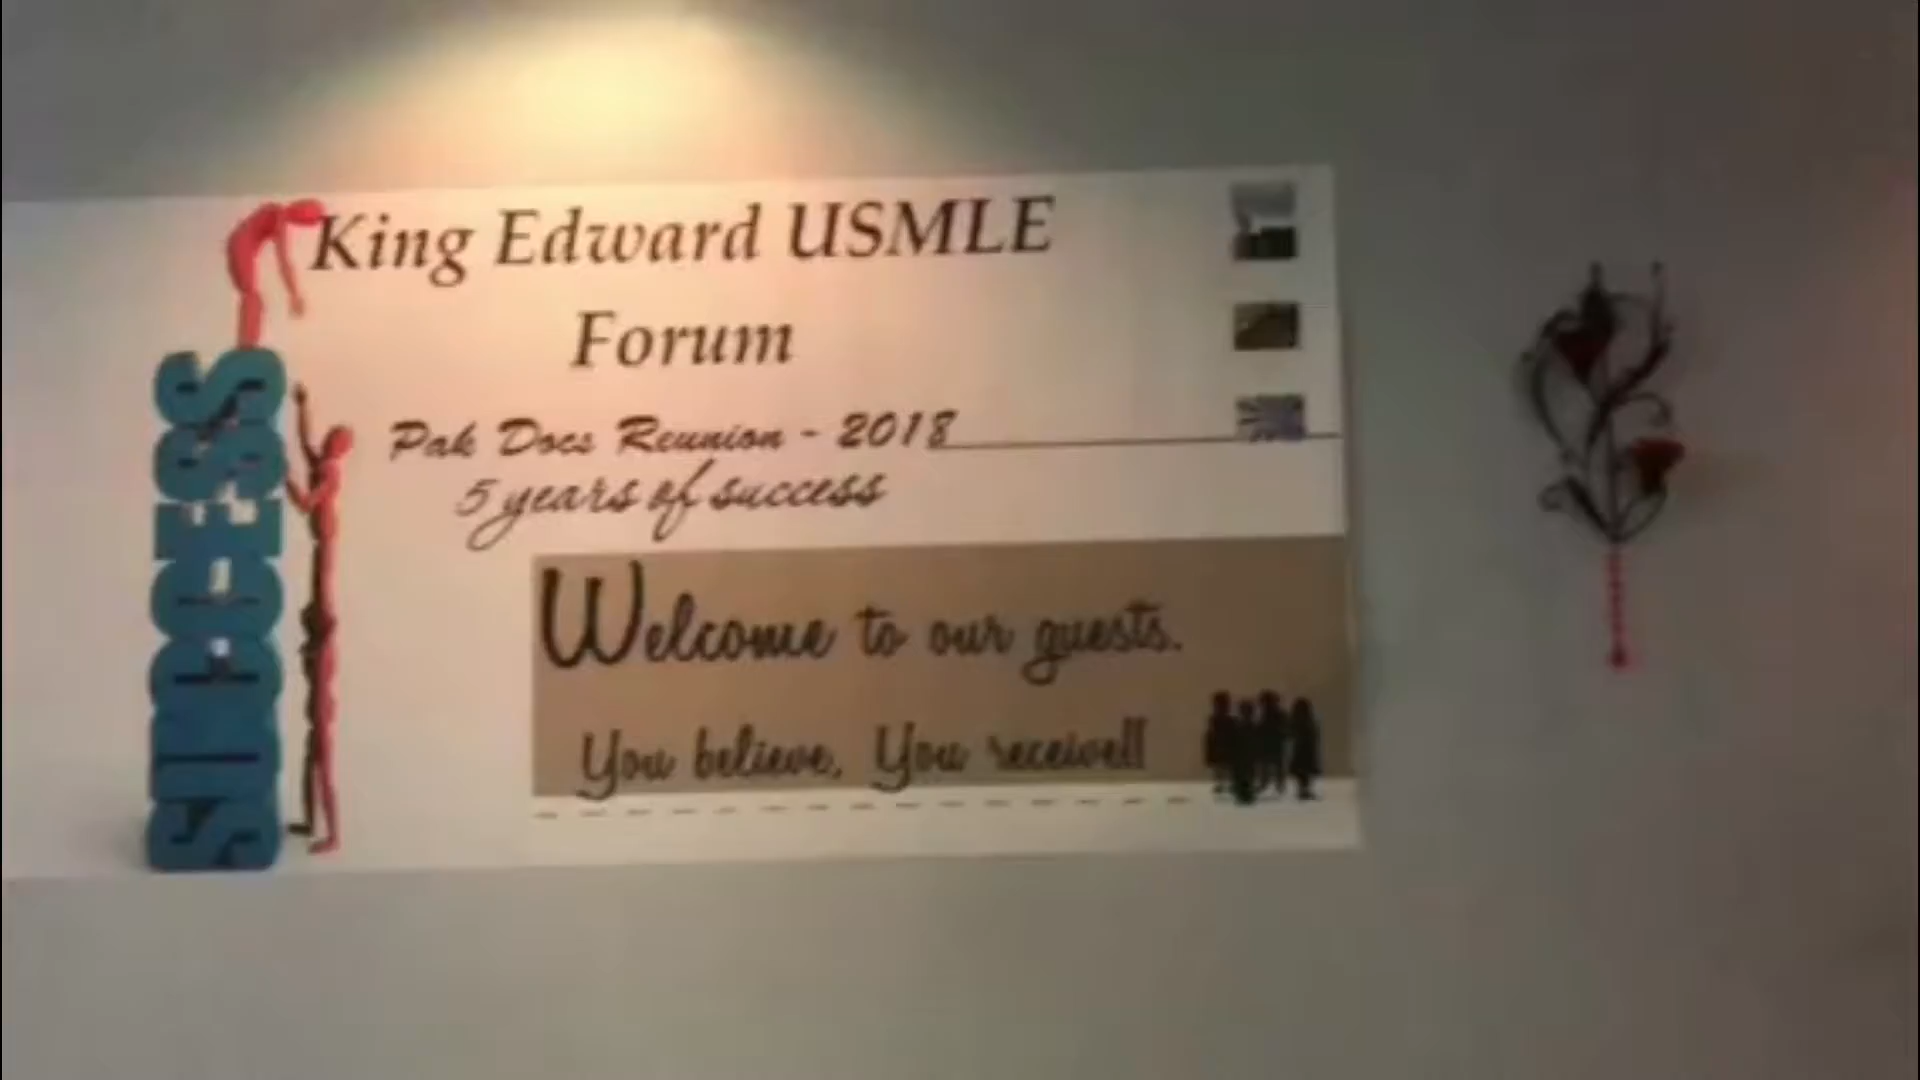 King Edward USMLE
Forum
Pak Docs Reunion - 2018
5 years of success
SUCCESS
Welcome to our guests.
You believe, You receive!!